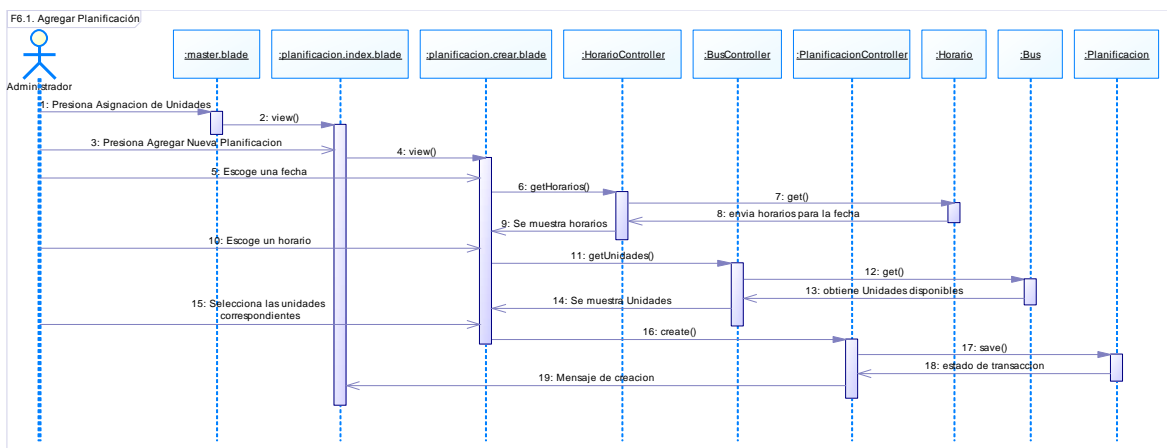 F6.1. Agregar Planificación
:master.blade
:planificacion.index.blade
:planificacion.crear.blade
:HorarioController
:BusController
:PlanificacionController
:Horario
:Bus
:Planificacion
Administrador
1: Presiona Asignacion de Unidades
2: view()
3: Presiona Agregar Nueva Planificacion
4: view()
5: Escoge una fecha
6: getHorarios()
7: get()
8: envia horarios para la fecha
9: Se muestra horarios
10: Escoge un horario
11: getUnidades()
12: get()
13: obtiene Unidades disponibles
14: Se muestra Unidades
15: Selecciona las unidades
correspondientes
16: create()
17: save()
18: estado de transaccion
19: Mensaje de creacion